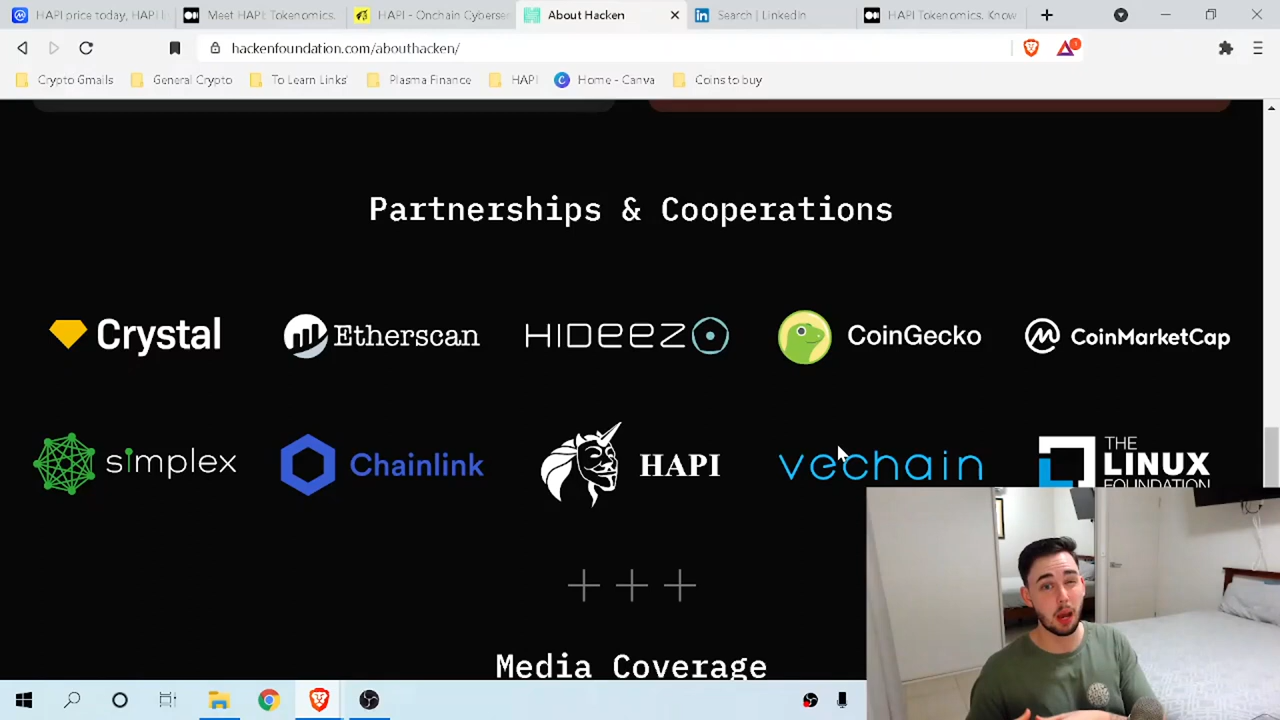 HAPI price today, HAPI l
Meet HAPI: Tokenomics.
HAPI - Onchain Cyberse
About Hacken
Search | LinkedIn
HAPI Tokenomics. Know
hackenfoundation.com/abouthacken/
1
Crypto Gmails
General Crypto
To Learn Links
Plasma Finance
HAPI
Home - Canva
Coins to buy
Partnerships & Cooperations
Crystal
Etherscan
HIDEEZ
CoinGecko
CoinMarketCap
simplex
Chainlink
HAPI
vechain
THE
LINUX
FOUNDATION
Media Coverage